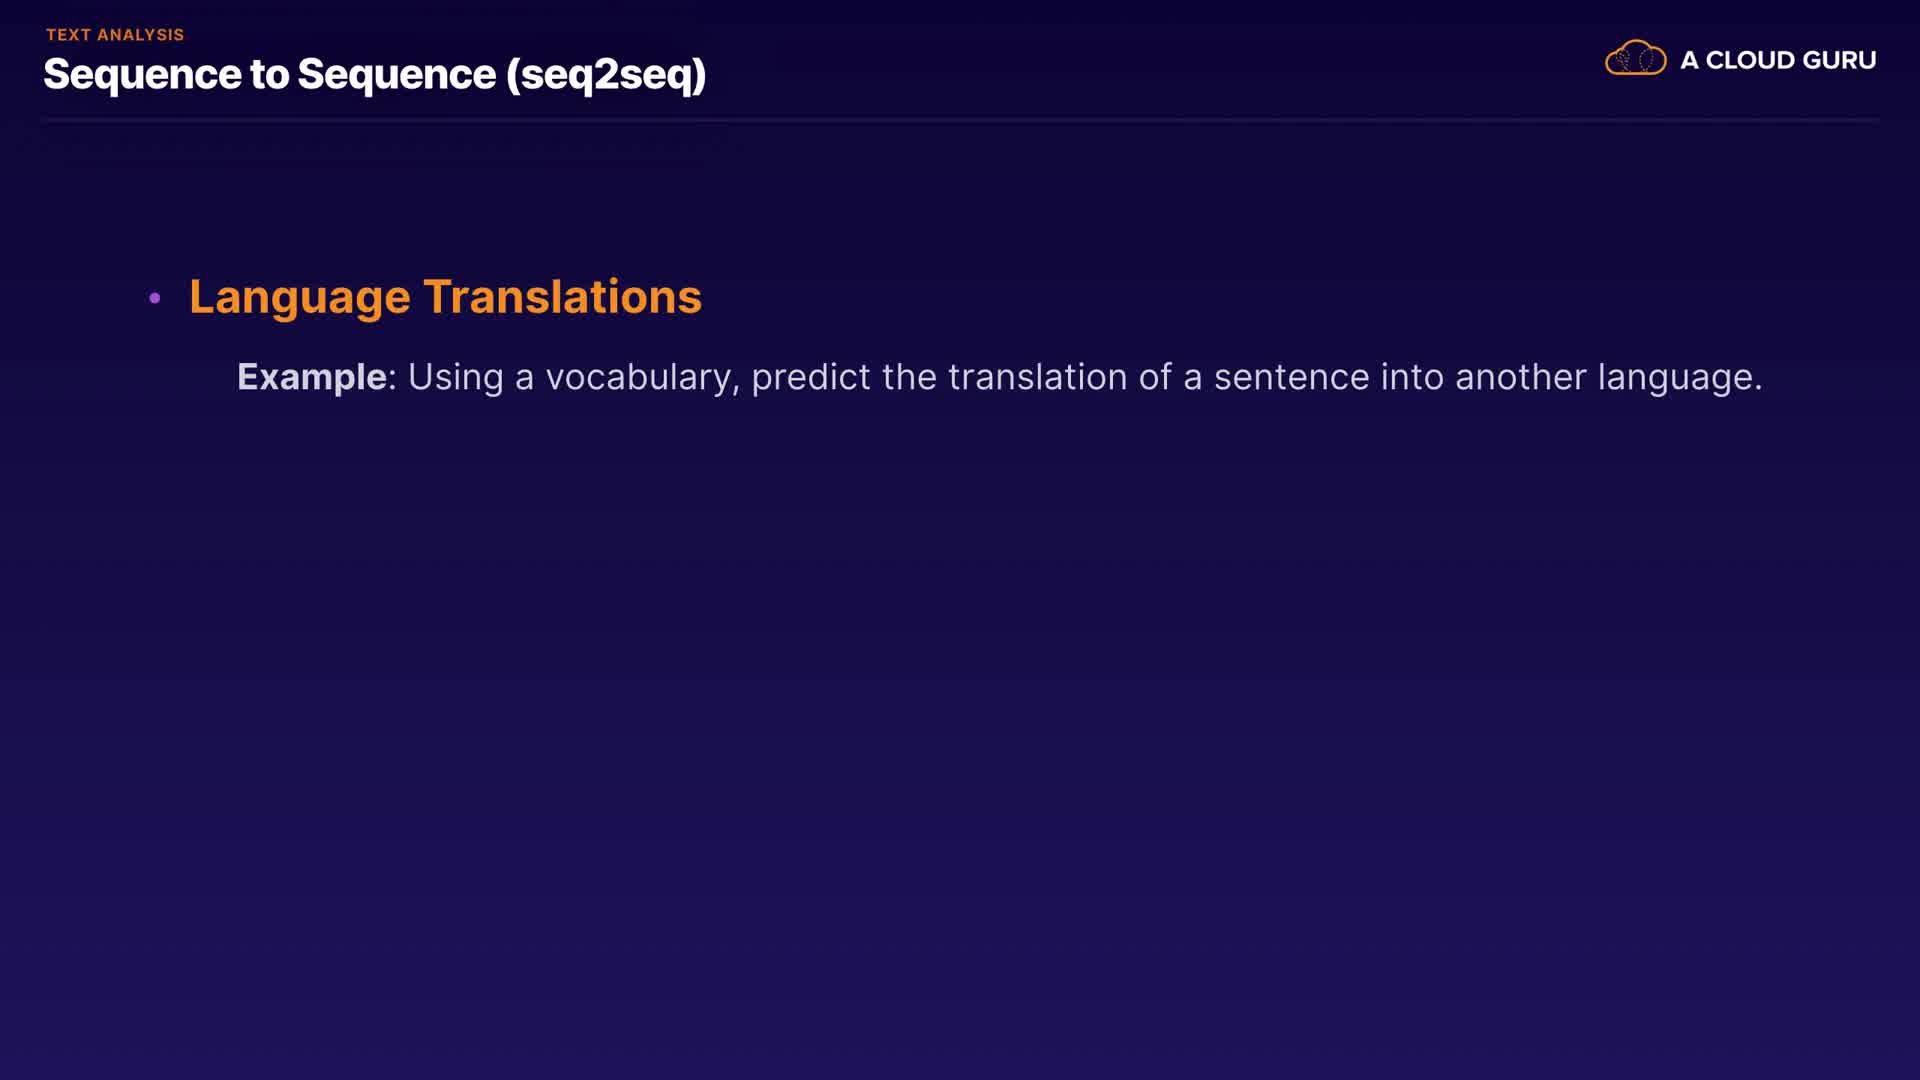 TEXT ANALYSIS
Sequence to Sequence (seq2seq)
A CLOUD GURU
• Language Translations
Example: Using a vocabulary, predict the translation of a sentence into another language.